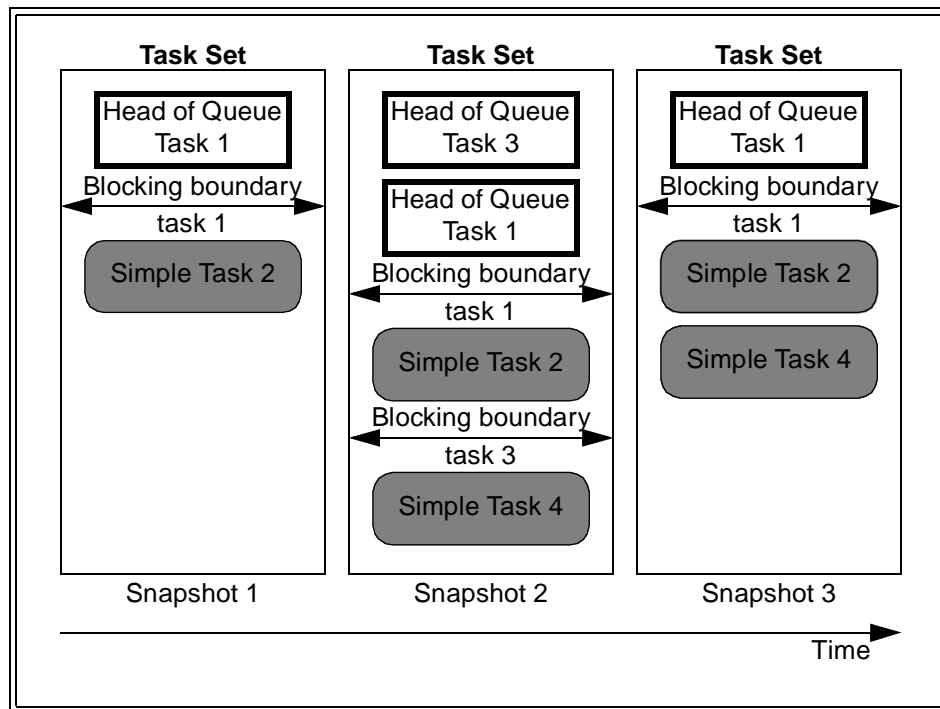 Task Set
Head of Queue
Task 1
Blocking boundary
task 1
Simple Task 2
Snapshot 1
Task Set
Head of Queue
Task 3
Head of Queue
Task 1
Blocking boundary
task 1
Simple Task 2
Blocking boundary
task 3
Simple Task 4
Snapshot 2
Task Set
Head of Queue
Task 1
Blocking boundary
task 1
Simple Task 2
Simple Task 4
Snapshot 3
Time